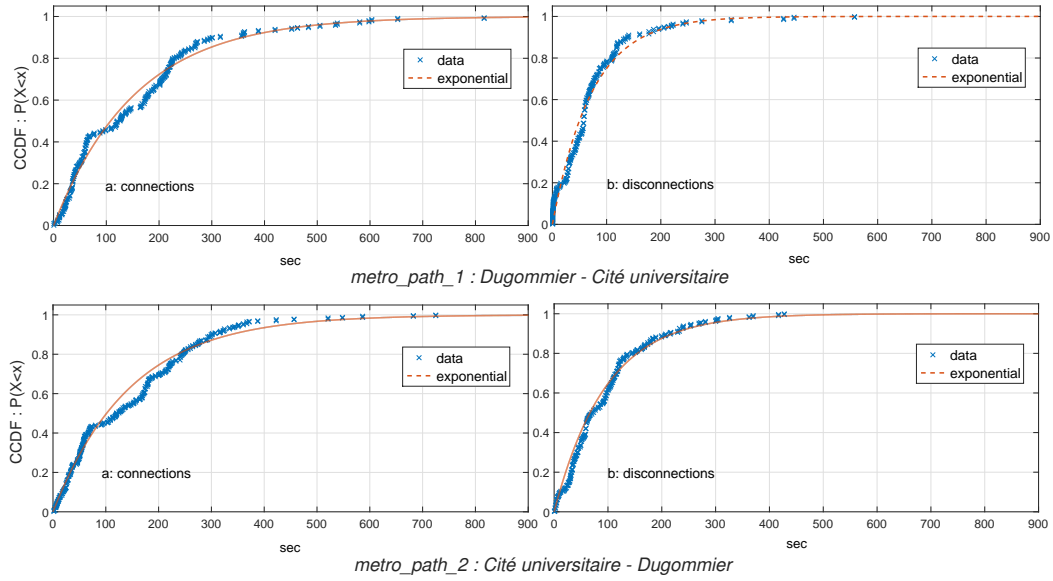 1
0.8
0.6
0.4
0.2
0
CCDF : P(X<x)
data
exponential
a: connections
0 100 200 300 400 500 600 700 800 900
sec
1
0.8
0.6
0.4
0.2
0
data
exponential
b: disconnections
0 100 200 300 400 500 600 700 800 900
sec
metro_path_1 : Dugommier - Cité universitaire
1
0.8
0.6
0.4
0.2
0
CCDF : P(X<x)
data
exponential
a: connections
0 100 200 300 400 500 600 700 800 900
sec
1
0.8
0.6
0.4
0.2
0
data
exponential
b: disconnections
0 100 200 300 400 500 600 700 800 900
sec
metro_path_2 : Cité universitaire - Dugommier